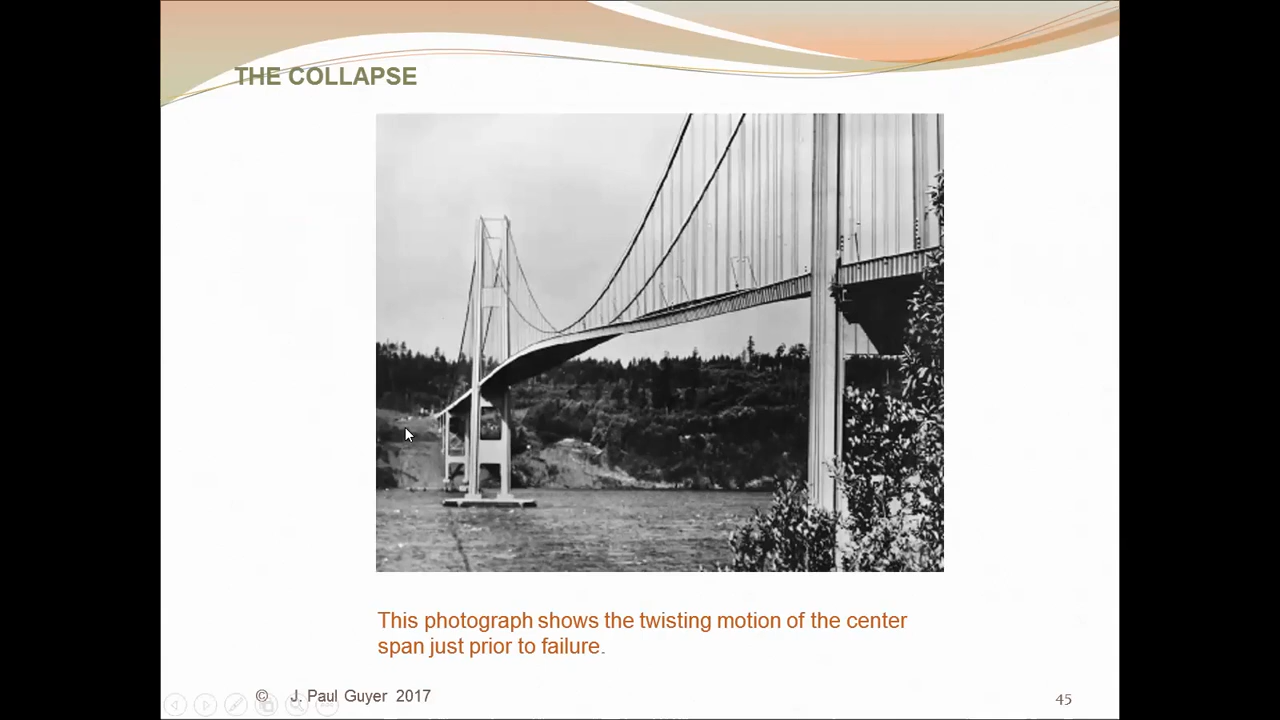 THE COLLAPSE
This photograph shows the twisting motion of the center
span just prior to failure.
© J. Paul Guyer 2017
45